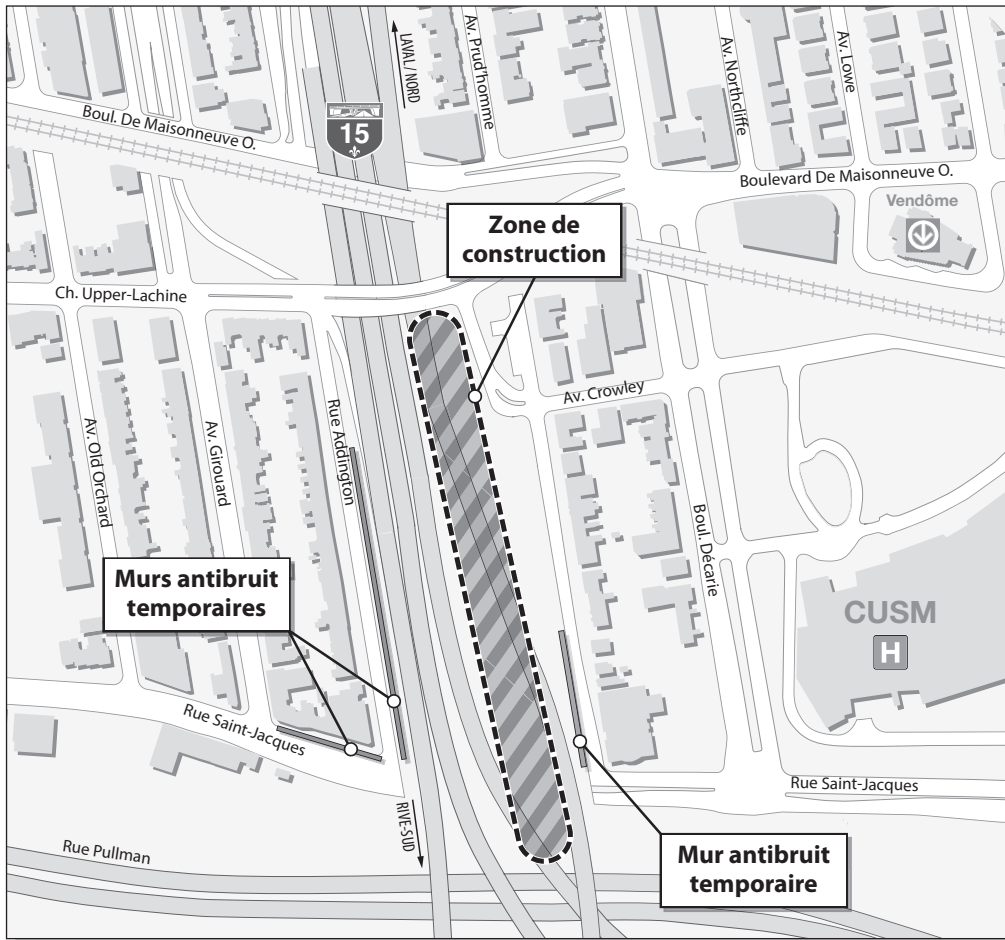 LAVAL/NORD
Av. Prud'homme
Av. Northcliffe
Av. Lowe
Boul. De Maisonneuve O.
15
Boulevard De Maisonneuve O.
Vendôme
Zone de
construction
Ch. Upper-Lachine
Av. Crowley
Av. Old Orchard
Av. Girouard
Rue Addington
Boul. Décarie
Murs antibruit
temporaires
CUSM
H
Rue Saint-Jacques
Rue Saint-Jacques
RIVE-SUD
Rue Pullman
Mur antibruit
temporaire